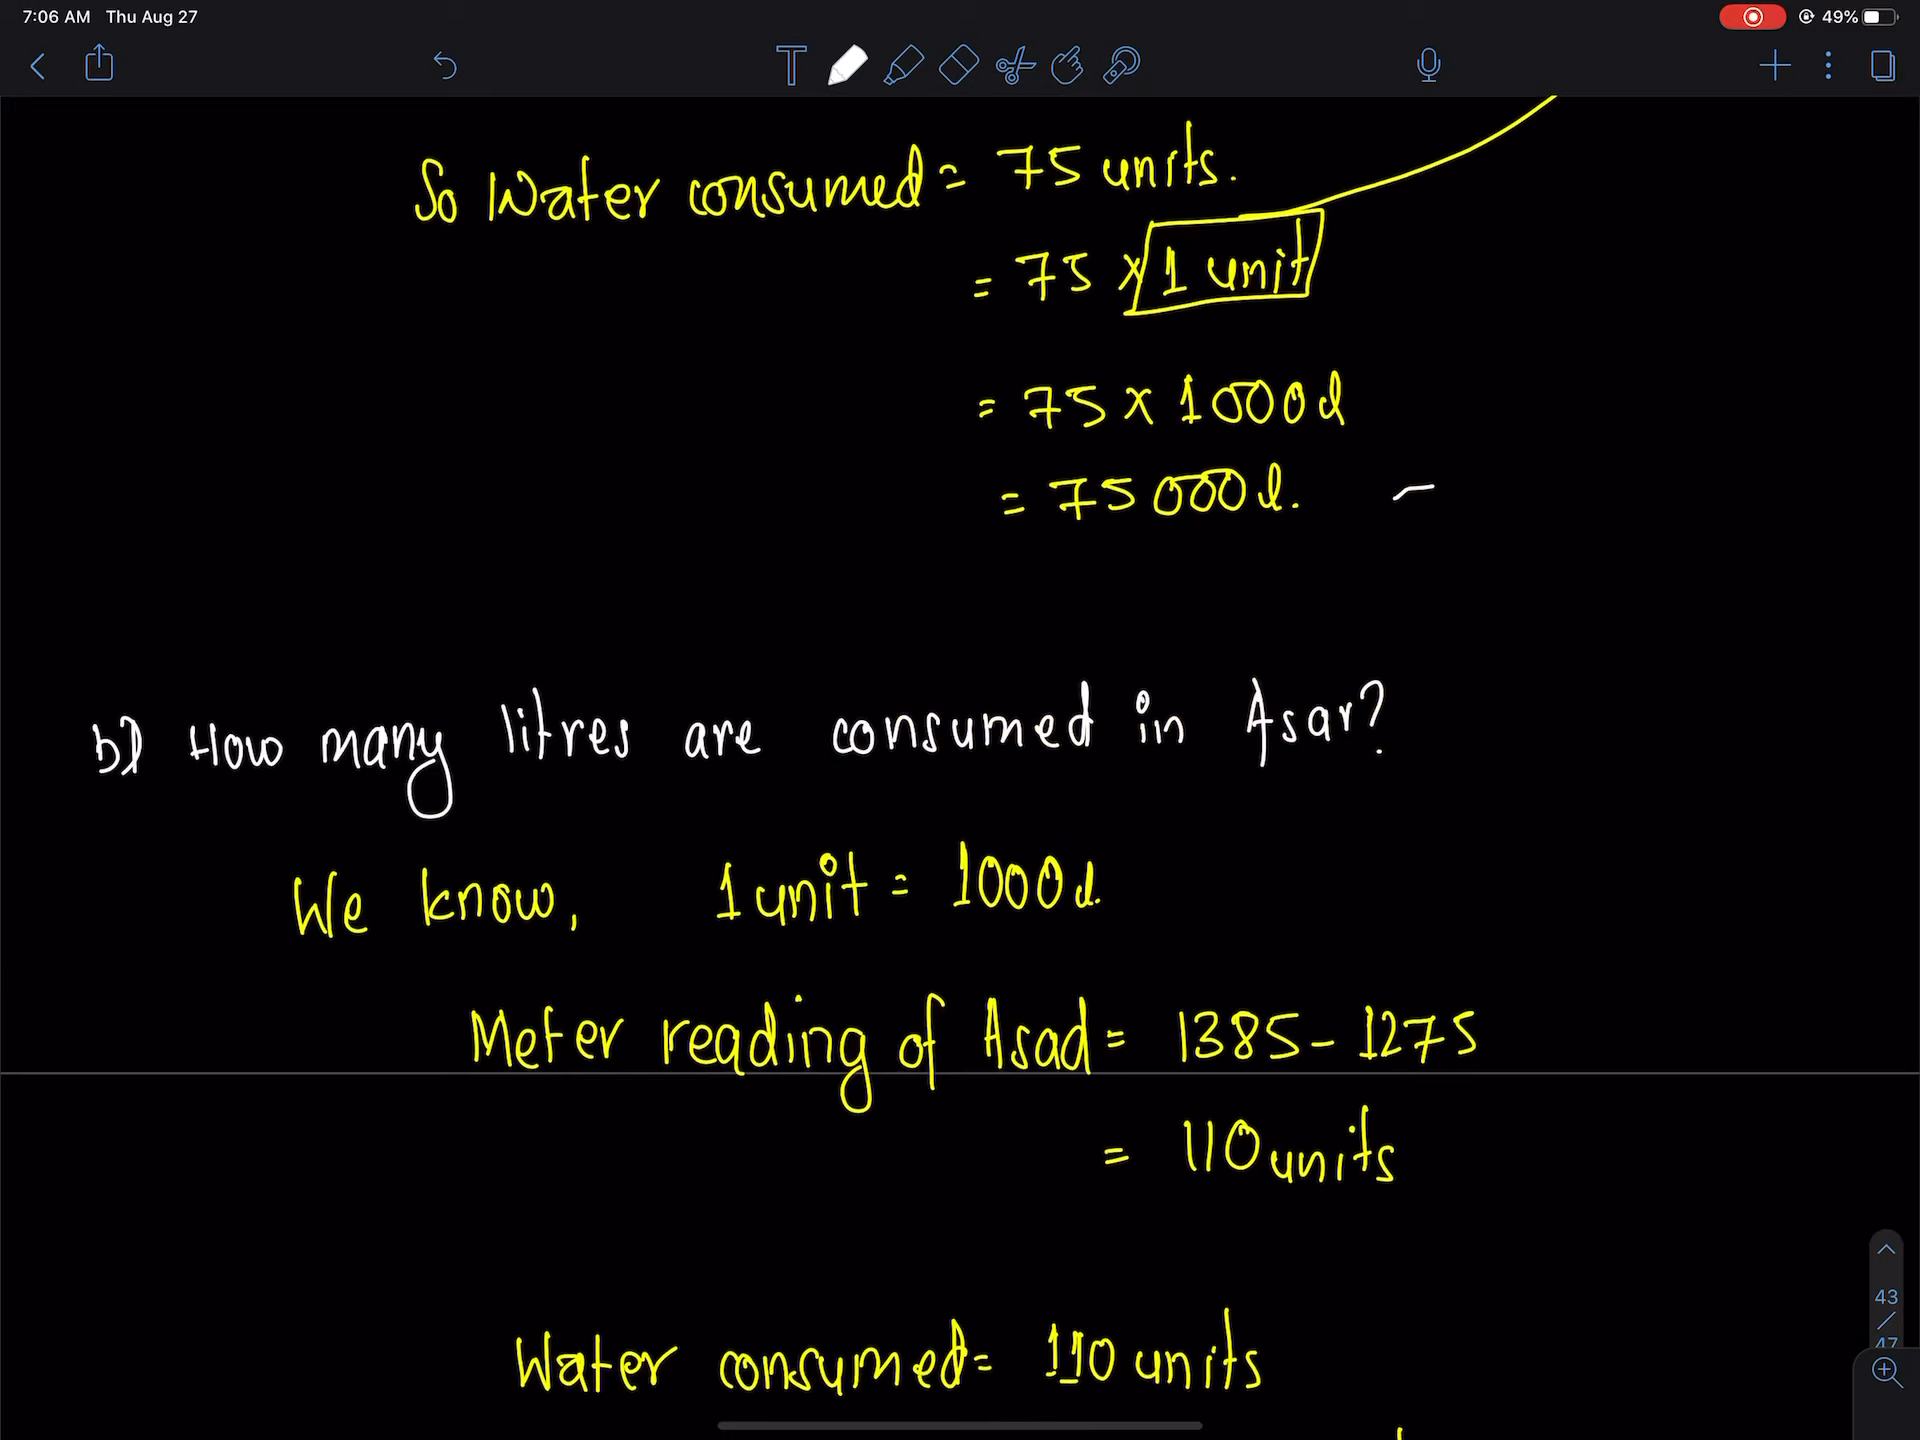 7:06 AM Thu Aug 27 49%
T
So Water consumed = 75 units.
= 75 × 1 unit
= 75 × 1000 l
= 75000 l.
b) How many litres are consumed in Asar?
We know, 1 unit = 1000 l.
Meter reading of Asad = 1385 - 1275
= 110 units
43
/
47
Water consumed = 110 units